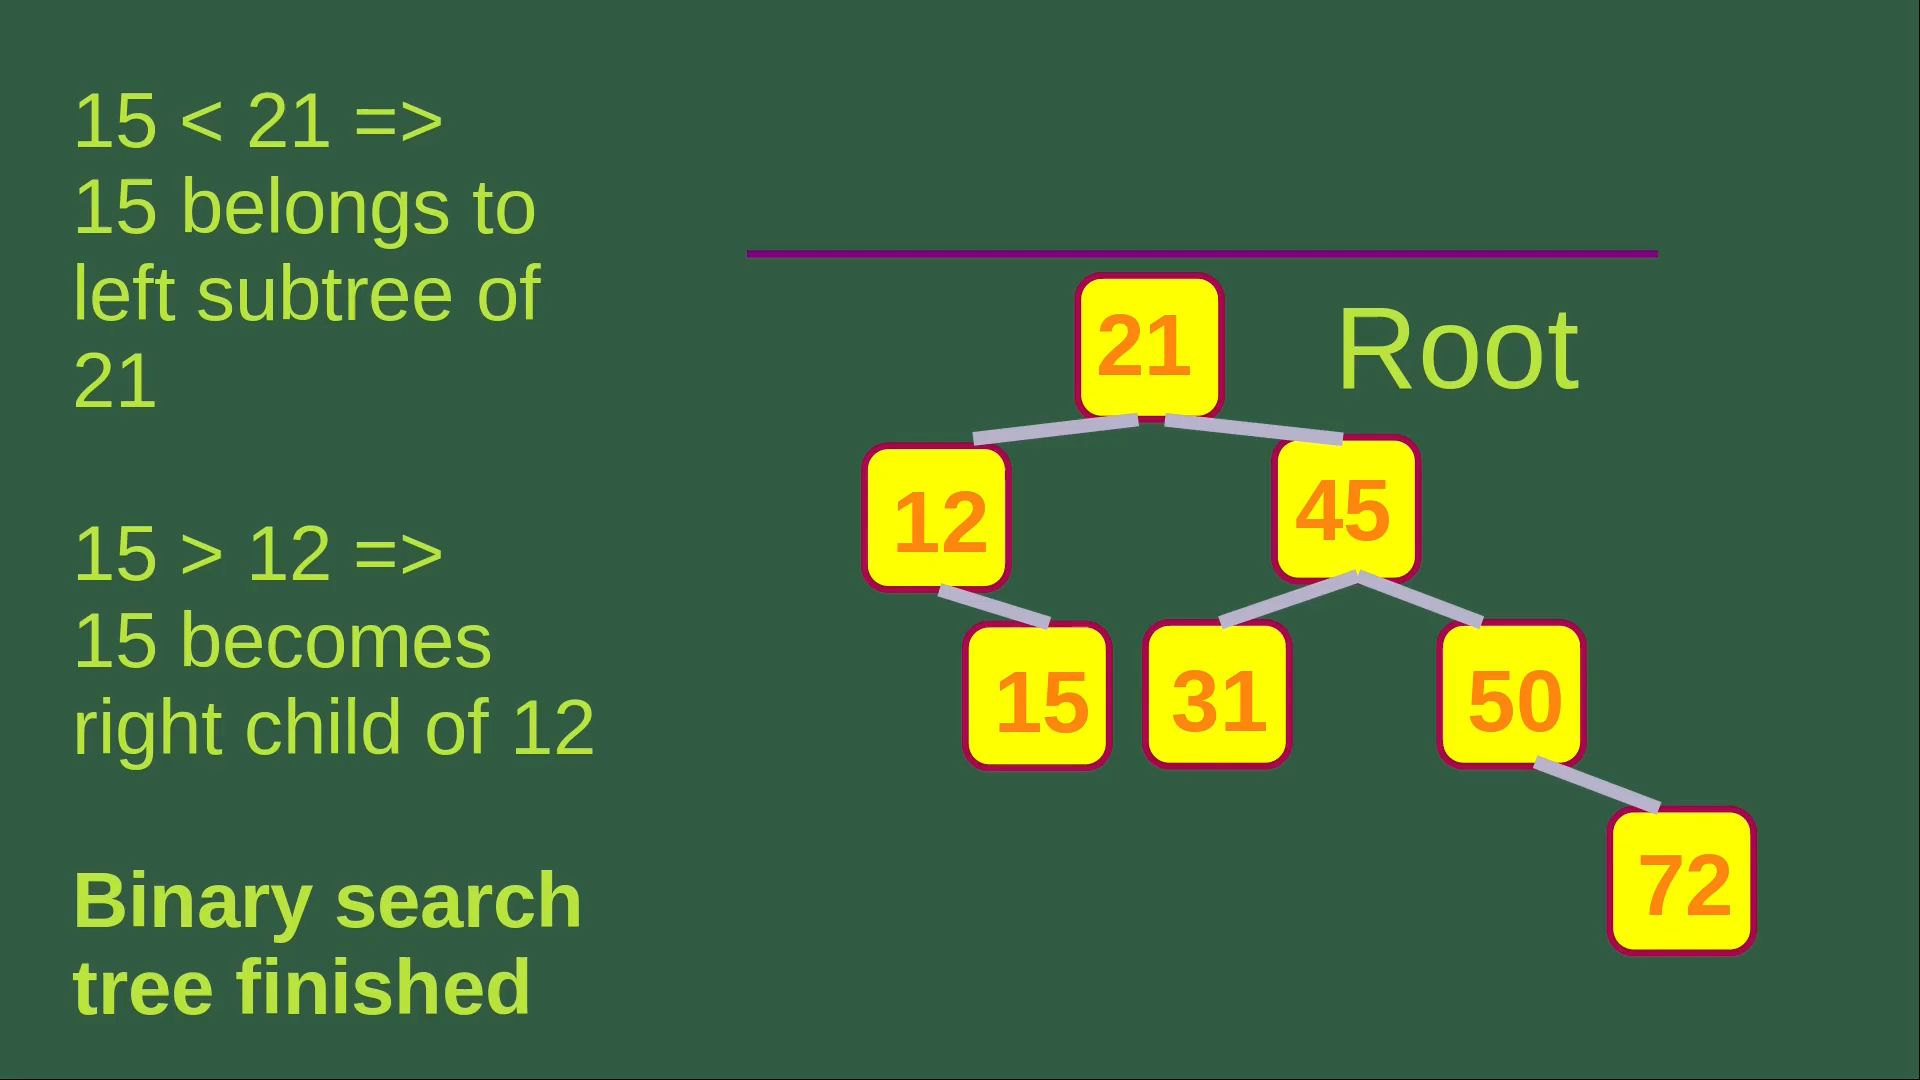 15 < 21 =>
15 belongs to
left subtree of
21
15 > 12 =>
15 becomes
right child of 12
Binary search
tree finished
21
Root
12
45
15
31
50
72